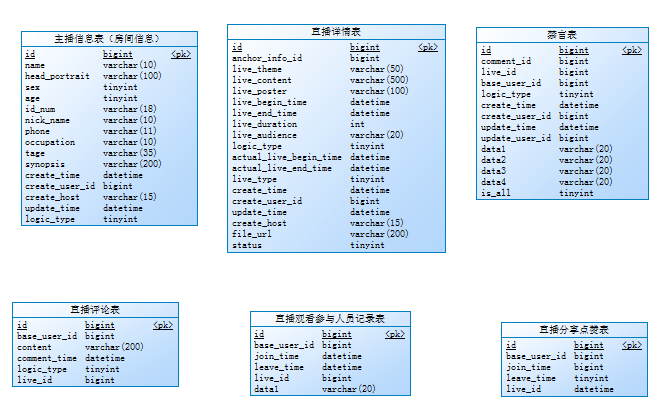 主播信息表（房间信息）
id bigint <pk>
name varchar(10)
head_portrait varchar(100)
sex tinyint
age tinyint
id_num varchar(18)
nick_name varchar(10)
phone varchar(11)
occupation varchar(10)
tage varchar(35)
synopsis varchar(200)
create_time datetime
create_user_id bigint
create_host varchar(15)
update_time datetime
logic_type tinyint
直播详情表
id bigint <pk>
anchor_info_id bigint
live_theme varchar(50)
live_content varchar(500)
live_poster varchar(100)
live_begin_time datetime
live_end_time datetime
live_duration int
live_audience varchar(20)
logic_type tinyint
actual_live_begin_time datetime
actual_live_end_time datetime
live_type tinyint
create_time datetime
create_user_id bigint
update_time datetime
create_host varchar(15)
file_url varchar(200)
status tinyint
禁言表
id bigint <pk>
comment_id bigint
live_id bigint
base_user_id bigint
logic_type tinyint
create_time datetime
create_user_id bigint
update_time datetime
update_user_id bigint
data1 varchar(20)
data2 varchar(20)
data3 varchar(20)
data4 varchar(20)
is_all tinyint
直播评论表
id bigint <pk>
base_user_id bigint
content varchar(200)
comment_time datetime
logic_type tinyint
live_id bigint
直播观看参与人员记录表
id bigint <pk>
base_user_id bigint
join_time datetime
leave_time datetime
live_id bigint
data1 varchar(20)
直播分享点赞表
id bigint <pk>
base_user_id bigint
join_time bigint
leave_time tinyint
live_id datetime